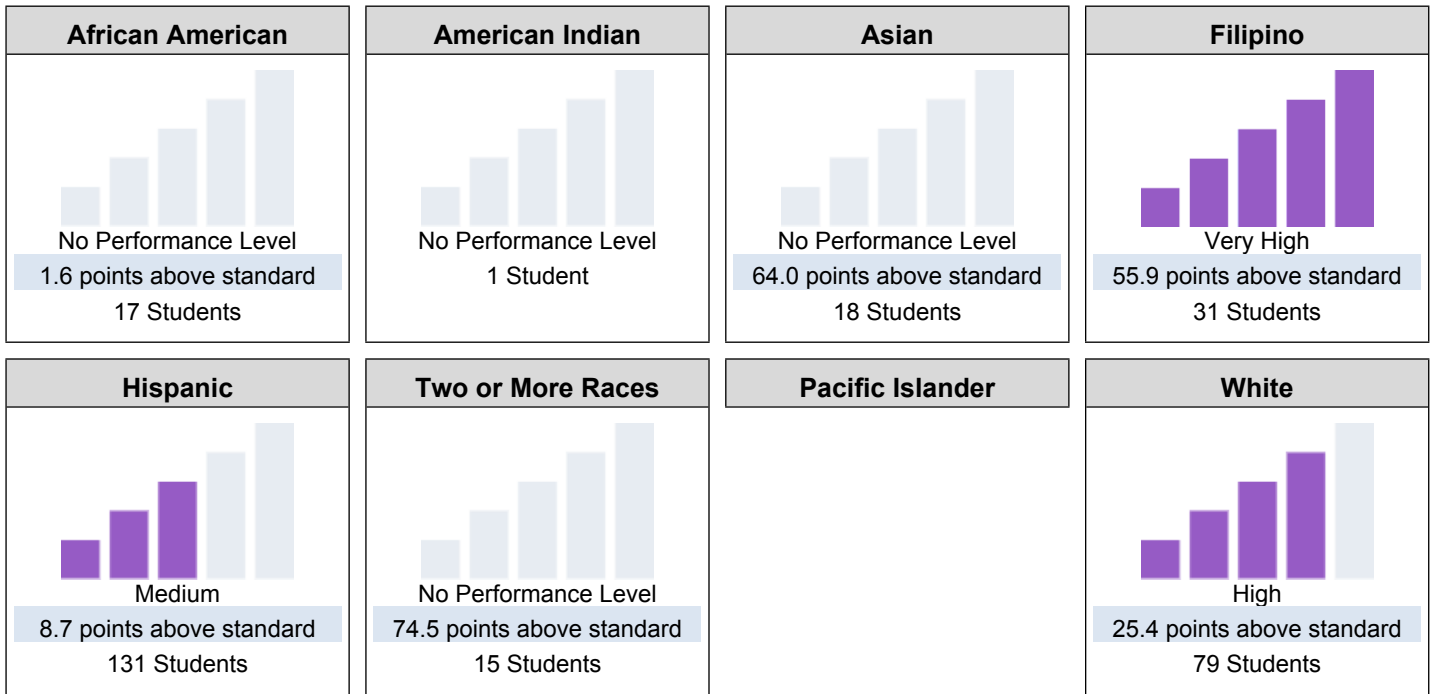 African American
No Performance Level
1.6 points above standard
17 Students
American Indian
No Performance Level
1 Student
Asian
No Performance Level
64.0 points above standard
18 Students
Filipino
Very High
55.9 points above standard
31 Students
Hispanic
Medium
8.7 points above standard
131 Students
Two or More Races
No Performance Level
74.5 points above standard
15 Students
Pacific Islander
White
High
25.4 points above standard
79 Students